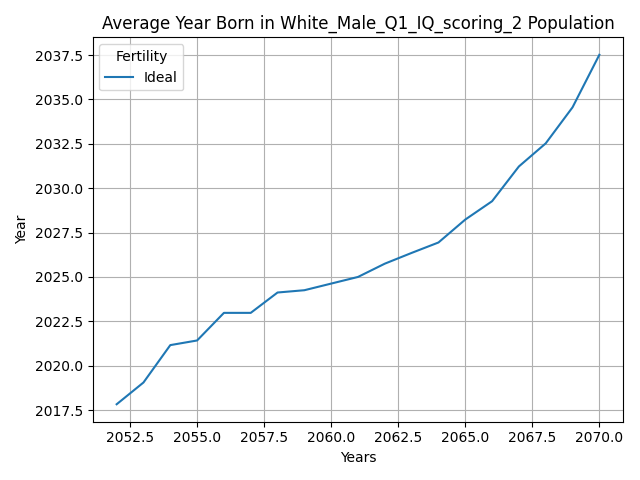 Average Year Born in White_Male_Q1_IQ_scoring_2 Population
Fertility
Ideal
2037.5
2035.0
2032.5
2030.0
2027.5
2025.0
2022.5
2020.0
2017.5
Year
2052.5 2055.0 2057.5 2060.0 2062.5 2065.0 2067.5 2070.0
Years